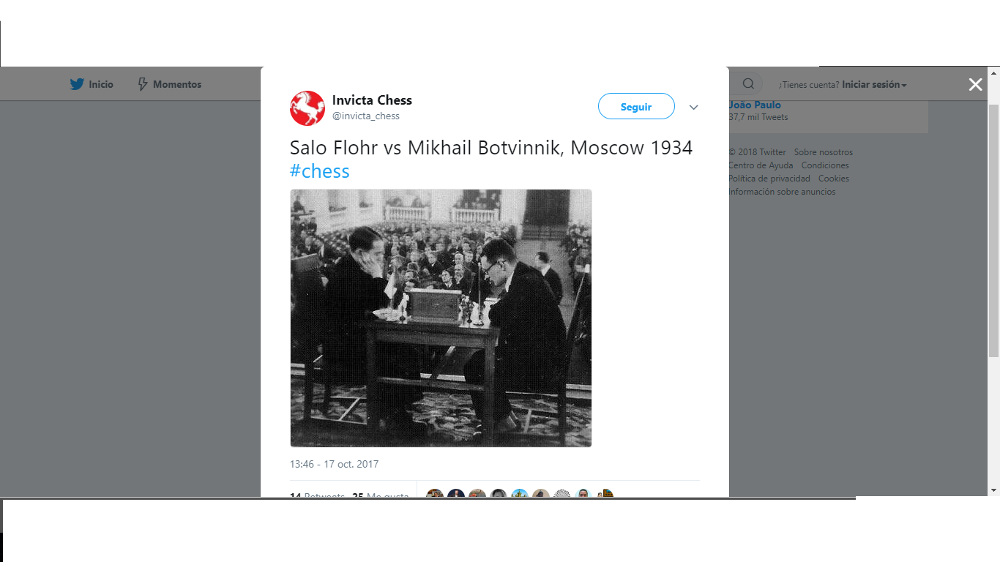 Inicio
Momentos
¿Tienes cuenta? Iniciar sesión
Invicta Chess
@invicta_chess
Seguir
Salo Flohr vs Mikhail Botvinnik, Moscow 1934
#chess
13:46 - 17 oct. 2017
14 Retweets 25 Me gusta
João Paulo
37,7 mil Tweets
© 2018 Twitter Sobre nosotros
Centro de Ayuda Condiciones
Política de privacidad Cookies
Información sobre anuncios